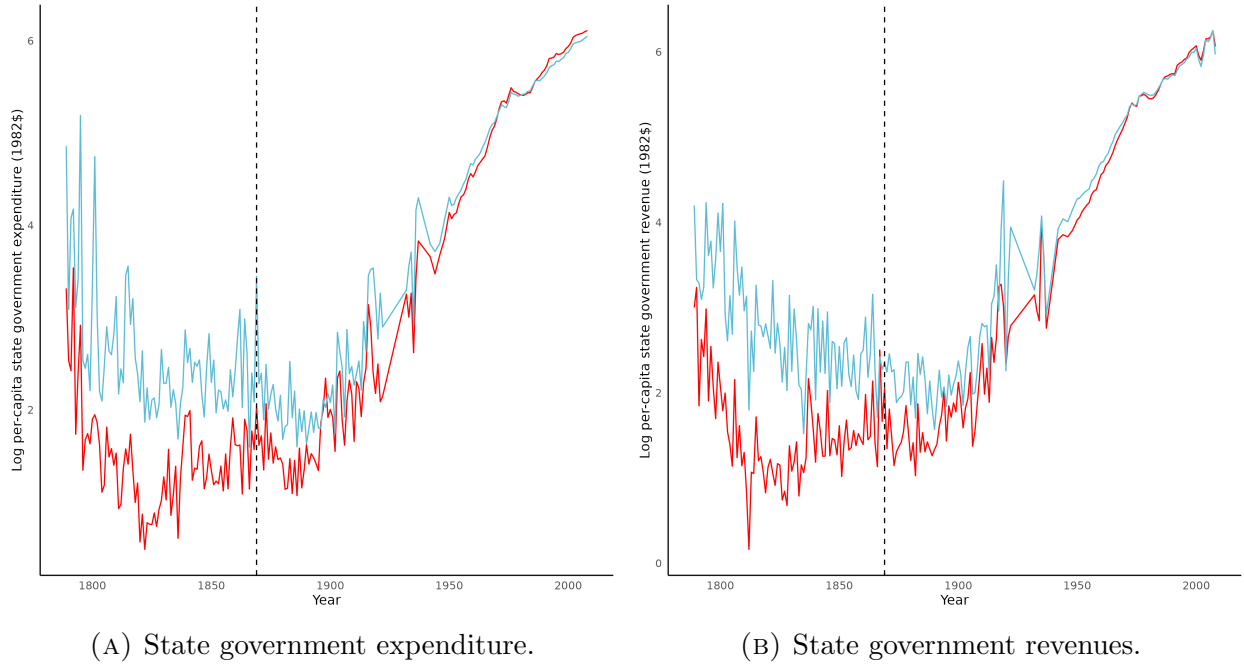 Log per-capita state government expenditure (1982$)
6
4
2
1800 1850 1900 1950 2000
Year
(A) State government expenditure.
Log per-capita state government revenue (1982$)
6
4
2
0
1800 1850 1900 1950 2000
Year
(B) State government revenues.